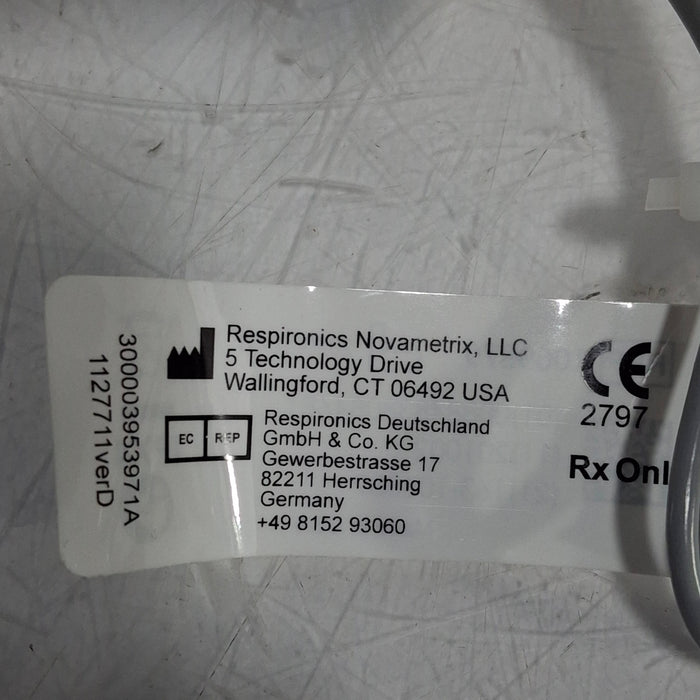 300003953971A
1127711verD
Respironics Novametrix, LLC
5 Technology Drive
Wallingford, CT 06492 USA
EC REP
Respironics Deutschland
GmbH & Co. KG
Gewerbestrasse 17
82211 Herrsching
Germany
+49 8152 93060
CE
2797
Rx Onl